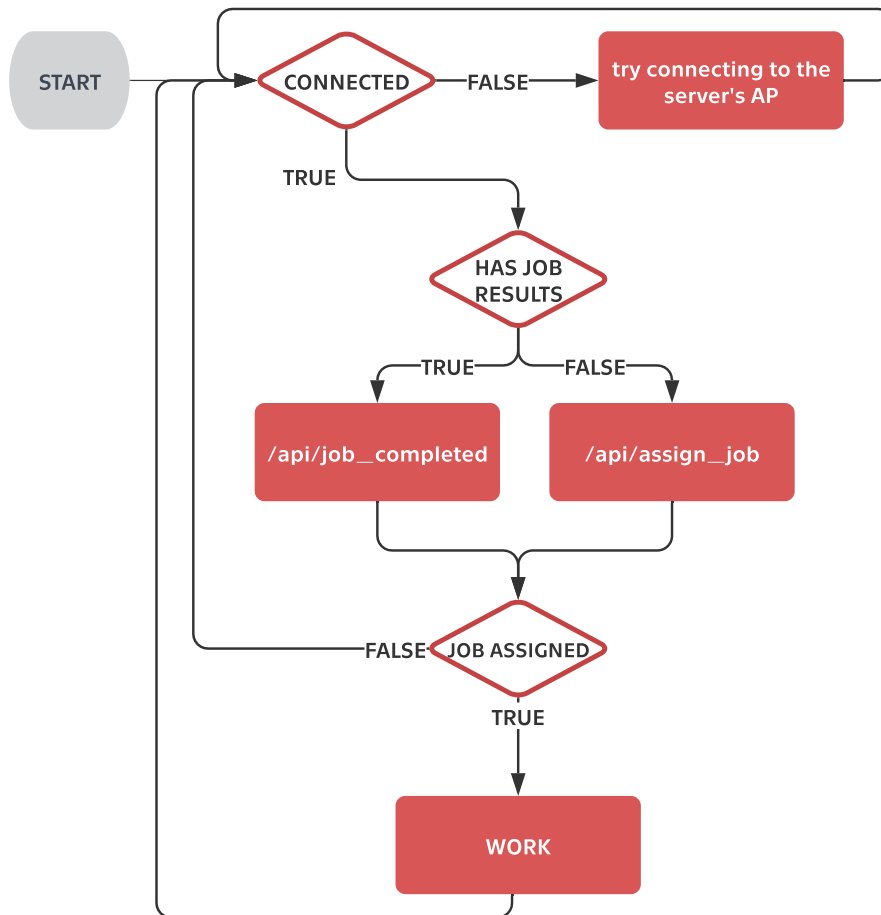 START
CONNECTED
FALSE
try connecting to the
server's AP
TRUE
HAS JOB
RESULTS
TRUE
FALSE
/api/job_completed
/api/assign_job
FALSE
JOB ASSIGNED
TRUE
WORK